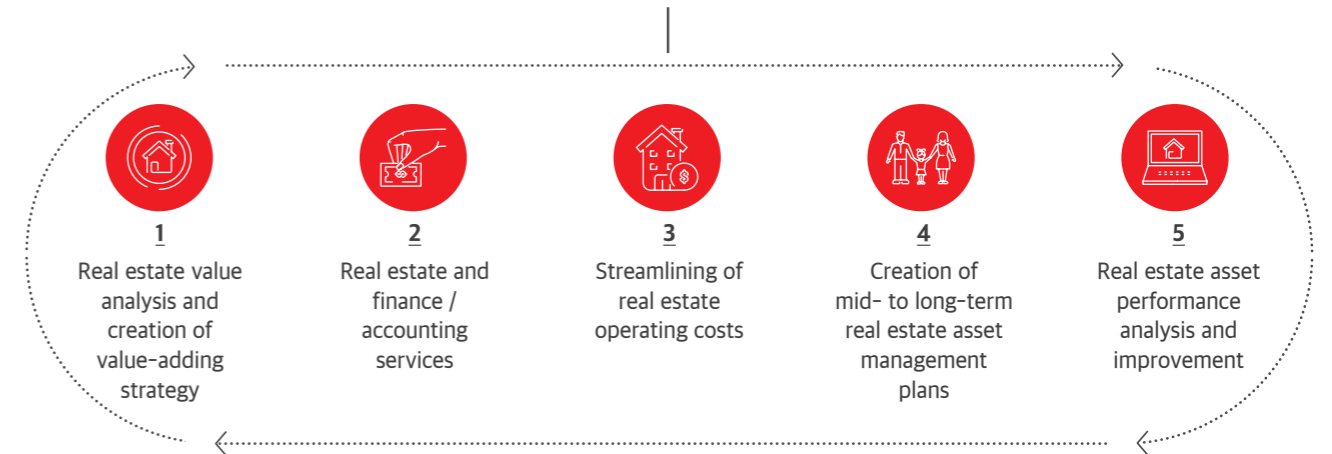 1
Real estate value
analysis and
creation of
value-adding
strategy
2
Real estate and
finance /
accounting
services
3
Streamlining of
real estate
operating costs
4
Creation of
mid- to long-term
real estate asset
management
plans
5
Real estate asset
performance
analysis and
improvement